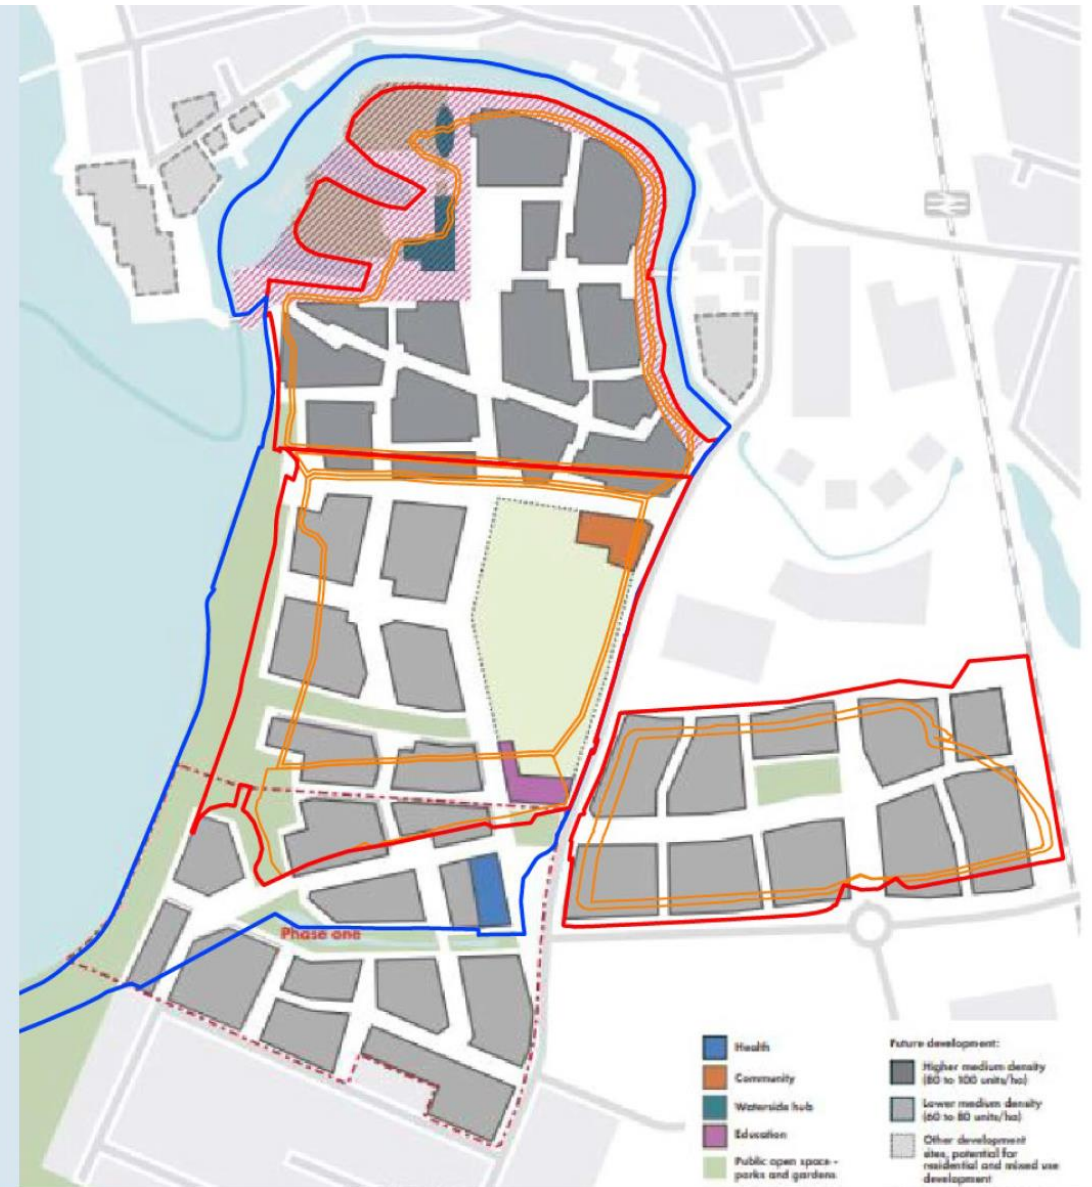 Phase one
Health
Community
Waterside hub
Education
Public open space -
parks and gardens
Future development:
Higher medium density
(80 to 100 units/ha)
Lower medium density
(60 to 80 units/ha)
Other development
sites, potential for
residential and mixed use
development